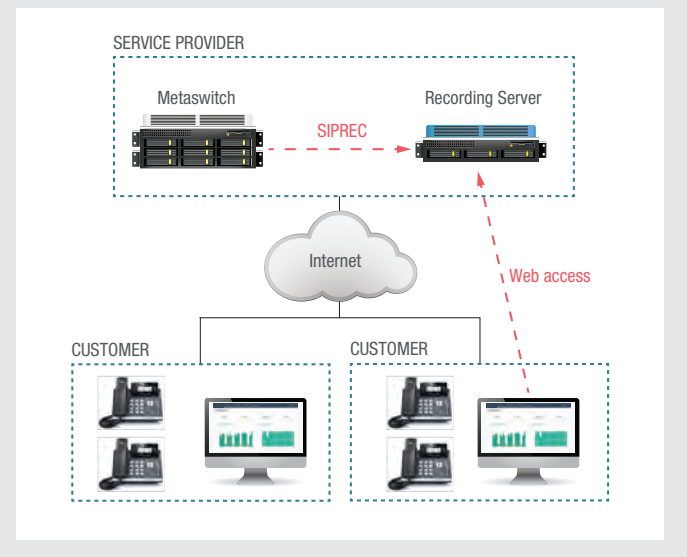 SERVICE PROVIDER
Metaswitch
Recording Server
SIPREC
Internet
Web access
CUSTOMER
CUSTOMER